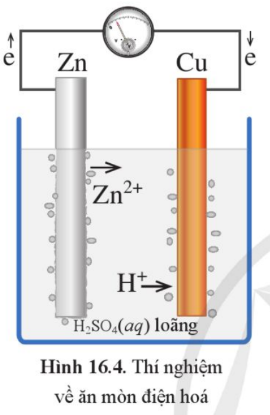 e
e
Zn
Cu
Zn²⁺
H⁺
H₂SO₄(aq) loãng
Hình 16.4. Thí nghiệm
về ăn mòn điện hoá